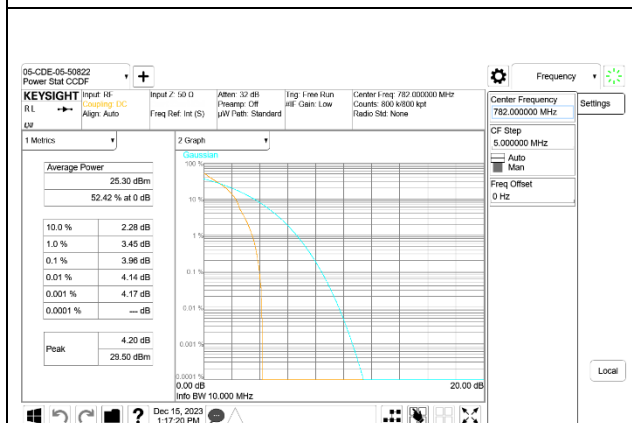 05-CDE-05-50822
Power Stat CCDF
Frequency
KEYSIGHT
RL
Input: RF
Coupling: DC
Align: Auto
Input Z: 50 Ω
Freq Ref: Int (S)
Atten: 32 dB
Preamp: Off
µW Path: Standard
Trig: Free Run
#IF Gain: Low
Center Freq: 782.000000 MHz
Counts: 800 k/800 kpt
Radio Std: None
Center Frequency
782.000000 MHz
Settings
CF Step
5.000000 MHz
Auto
Man
Freq Offset
0 Hz
Local
1 Metrics
2 Graph
Average Power
25.30 dBm
52.42 % at 0 dB
10.0 % 2.28 dB
1.0 % 3.45 dB
0.1 % 3.96 dB
0.01 % 4.14 dB
0.001 % 4.17 dB
0.0001 % --- dB
Peak
4.20 dB
29.50 dBm
Gaussian
100 %
10 %
1 %
0.1 %
0.01 %
0.001 %
0.0001 %
0.00 dB
20.00 dB
Info BW 10.000 MHz
?
Dec 15, 2023
1:17:20 PM